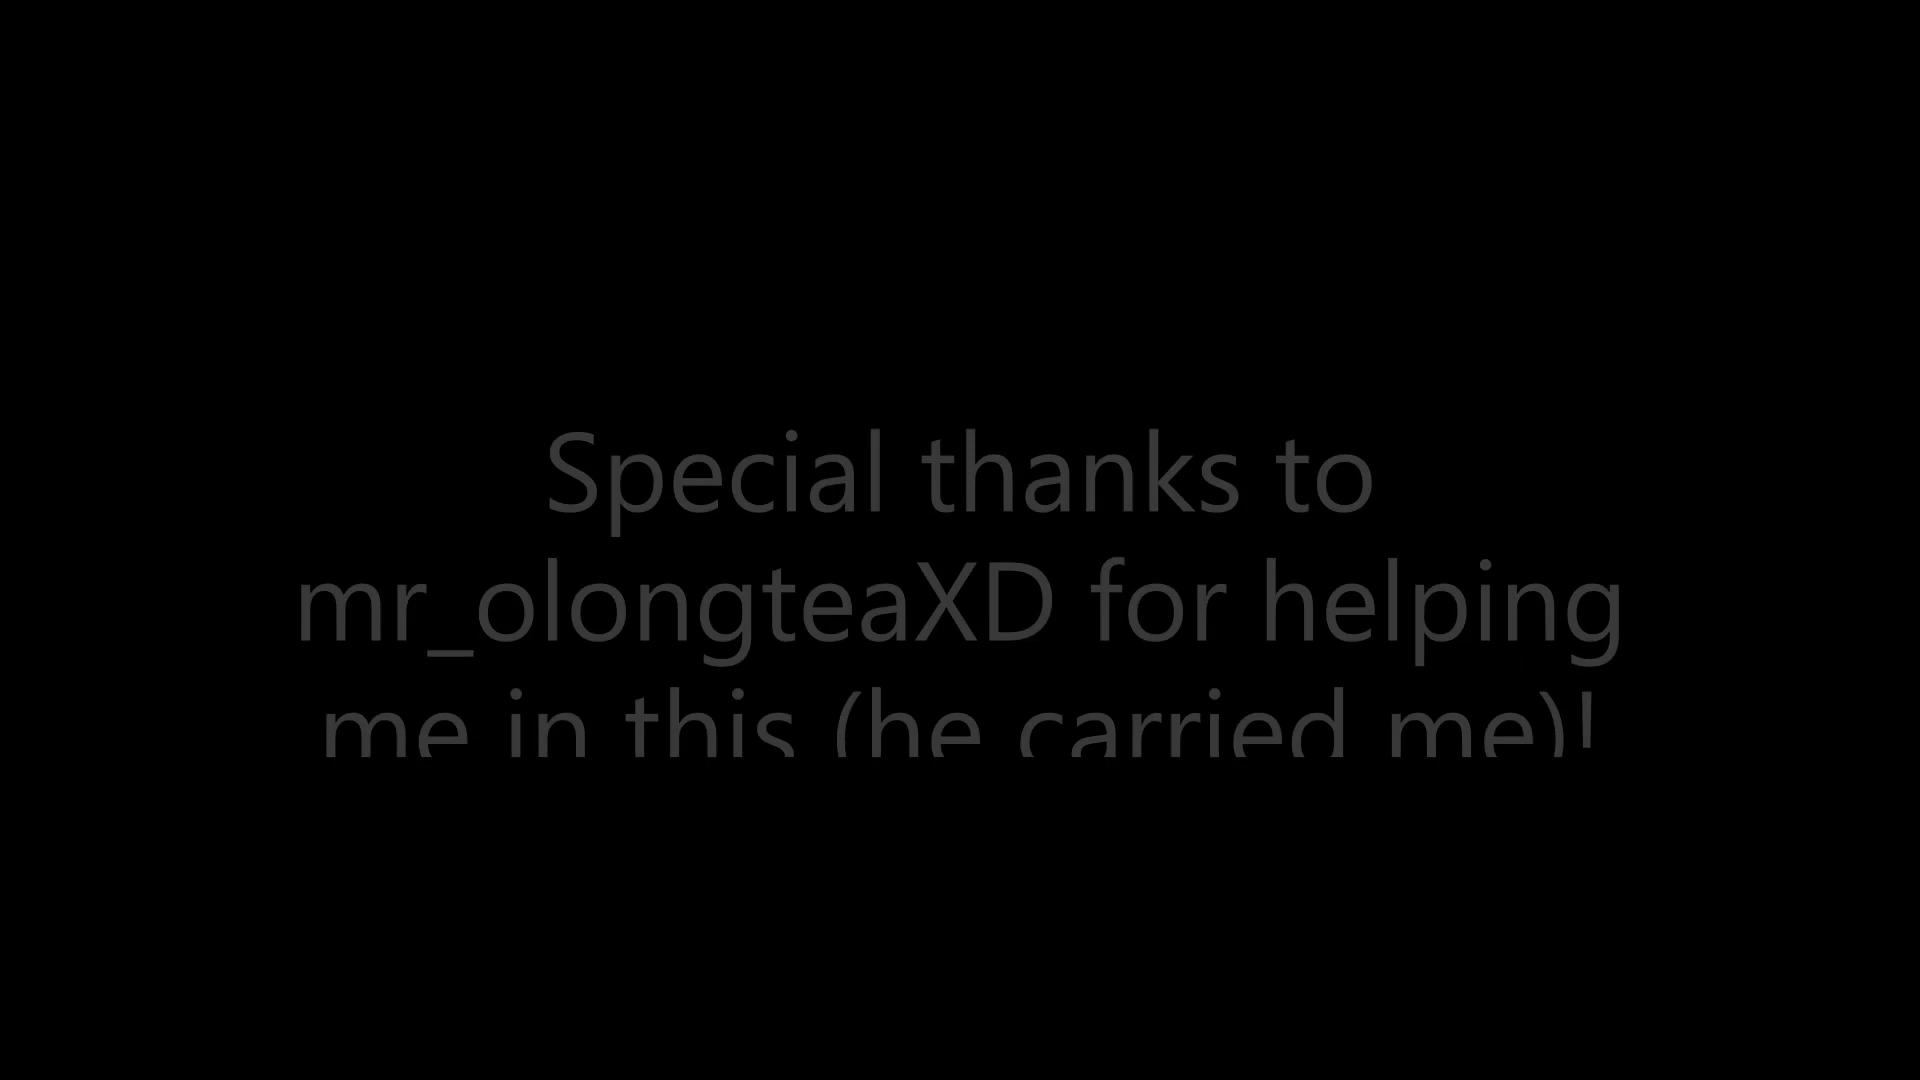 Special thanks to
mr_olongteaXD for helping
me in this (he carried me)!